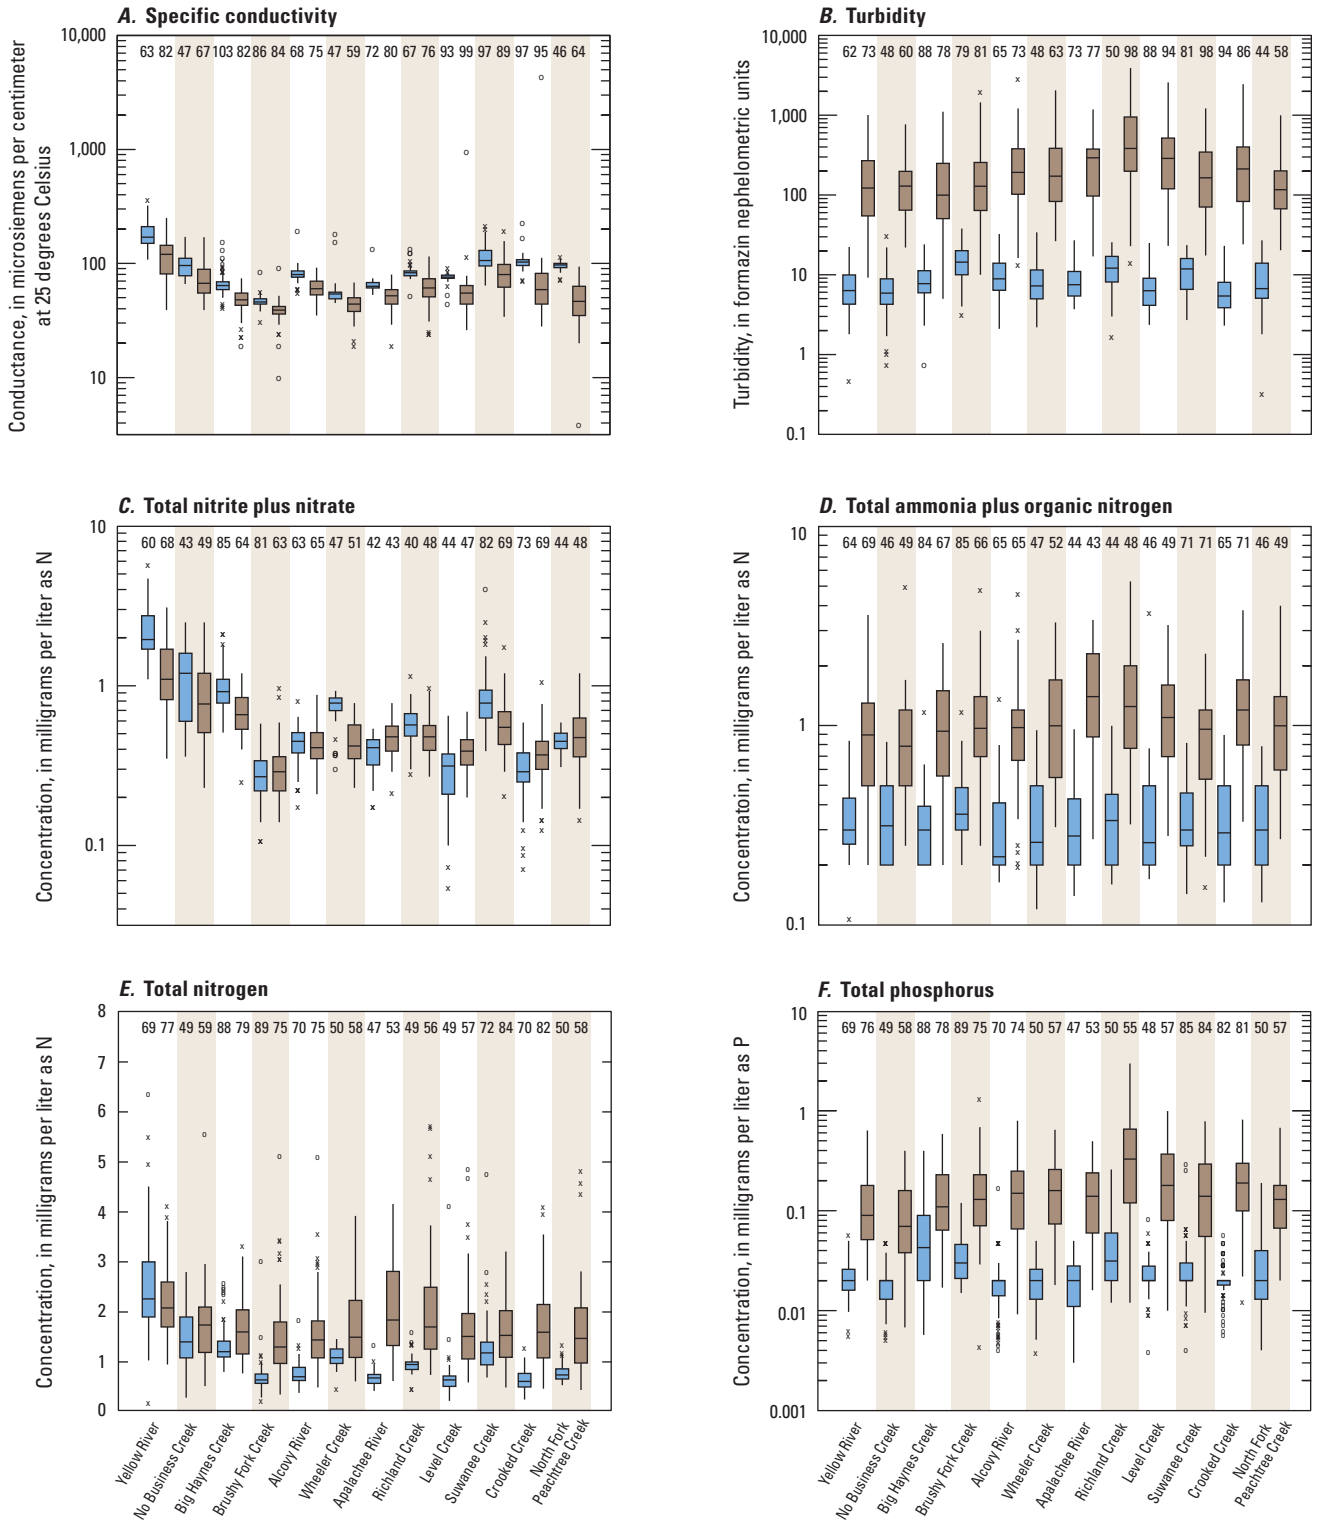 A. Specific conductivity
10,000
1,000
100
10
63 82 47 67 103 82 86 84 68 75 47 59 72 80 67 76 93 99 97 89 97 95 46 64
Conductance, in microsiemens per centimeter
at 25 degrees Celsius
B. Turbidity
10,000
1,000
100
10
1
0.1
62 73 48 60 88 78 79 81 65 73 48 63 73 77 50 98 88 94 81 98 94 86 44 58
Turbidity, in formazin nephelometric units
C. Total nitrite plus nitrate
10
1
0.1
60 68 43 49 85 64 81 63 63 65 47 51 42 43 40 48 44 47 82 69 73 69 44 48
Concentration, in milligrams per liter as N
D. Total ammonia plus organic nitrogen
10
1
0.1
64 69 46 49 84 67 85 66 65 65 47 52 44 43 44 48 46 49 71 71 65 71 46 49
Concentratoin, in milligrams per liter as N
E. Total nitrogen
8
7
6
5
4
3
2
1
0
69 77 49 59 88 79 89 75 70 75 50 58 47 53 49 56 49 57 72 84 70 82 50 58
Concentration, in milligrams per liter as N
Yellow River
No Business Creek
Big Haynes Creek
Brushy Fork Creek
Alcovy River
Wheeler Creek
Apalachee River
Richland Creek
Level Creek
Suwanee Creek
Crooked Creek
North Fork
Peachtree Creek
F. Total phosphorus
10
1
0.1
0.01
0.001
69 76 49 58 88 78 89 75 70 74 50 57 47 53 50 55 48 57 85 84 82 81 50 57
Concentration, in milligrams per liter as P
Yellow River
No Business Creek
Big Haynes Creek
Brushy Fork Creek
Alcovy River
Wheeler Creek
Apalachee River
Richland Creek
Level Creek
Suwanee Creek
Crooked Creek
North Fork
Peachtree Creek